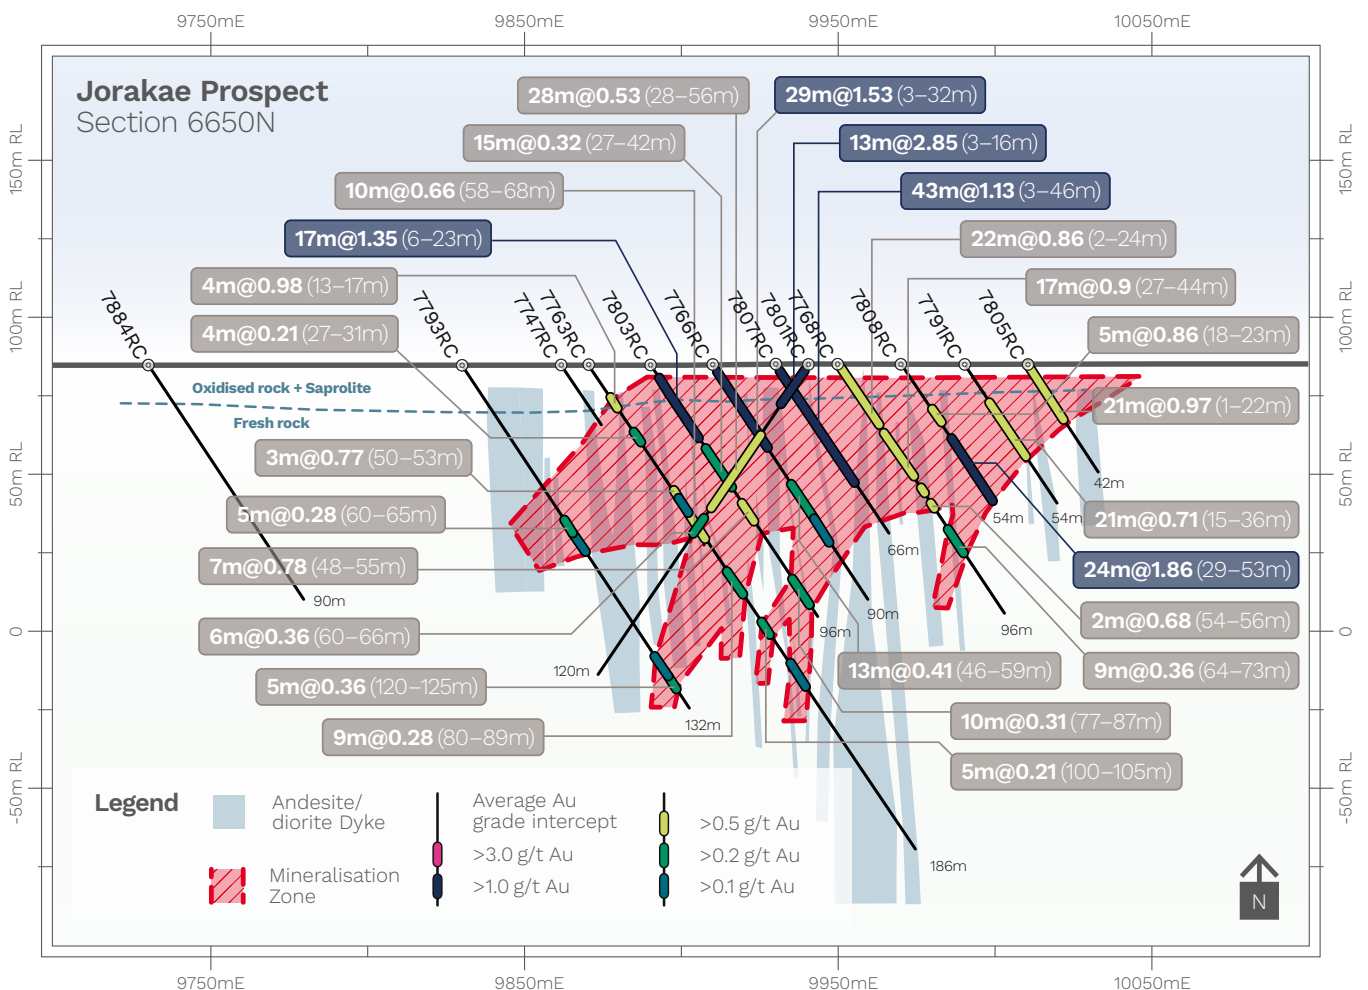 9750mE
9850mE
9950mE
10050mE
Jorakae Prospect
Section 6650N
28m@0.53 (28–56m)
29m@1.53 (3–32m)
15m@0.32 (27–42m)
13m@2.85 (3–16m)
10m@0.66 (58–68m)
43m@1.13 (3–46m)
17m@1.35 (6–23m)
22m@0.86 (2–24m)
4m@0.98 (13–17m)
17m@0.9 (27–44m)
4m@0.21 (27–31m)
5m@0.86 (18–23m)
150m RL
100m RL
50m RL
0
-50m RL
150m RL
100m RL
50m RL
0
-50m RL
7884RC
7793RC
7747RC
7763RC
7803RC
7766RC
7807RC
7801RC
7768RC
7808RC
7791RC
7805RC
Oxidised rock + Saprolite
Fresh rock
21m@0.97 (1–22m)
3m@0.77 (50–53m)
42m
5m@0.28 (60–65m)
54m
54m
21m@0.71 (15–36m)
66m
7m@0.78 (48–55m)
24m@1.86 (29–53m)
90m
90m
2m@0.68 (54–56m)
6m@0.36 (60–66m)
96m
96m
120m
13m@0.41 (46–59m)
9m@0.36 (64–73m)
5m@0.36 (120–125m)
132m
10m@0.31 (77–87m)
9m@0.28 (80–89m)
5m@0.21 (100–105m)
186m
Legend
Andesite/
diorite Dyke
Mineralisation
Zone
Average Au
grade intercept
>3.0 g/t Au
>1.0 g/t Au
>0.5 g/t Au
>0.2 g/t Au
>0.1 g/t Au
N
9750mE
9850mE
9950mE
10050mE